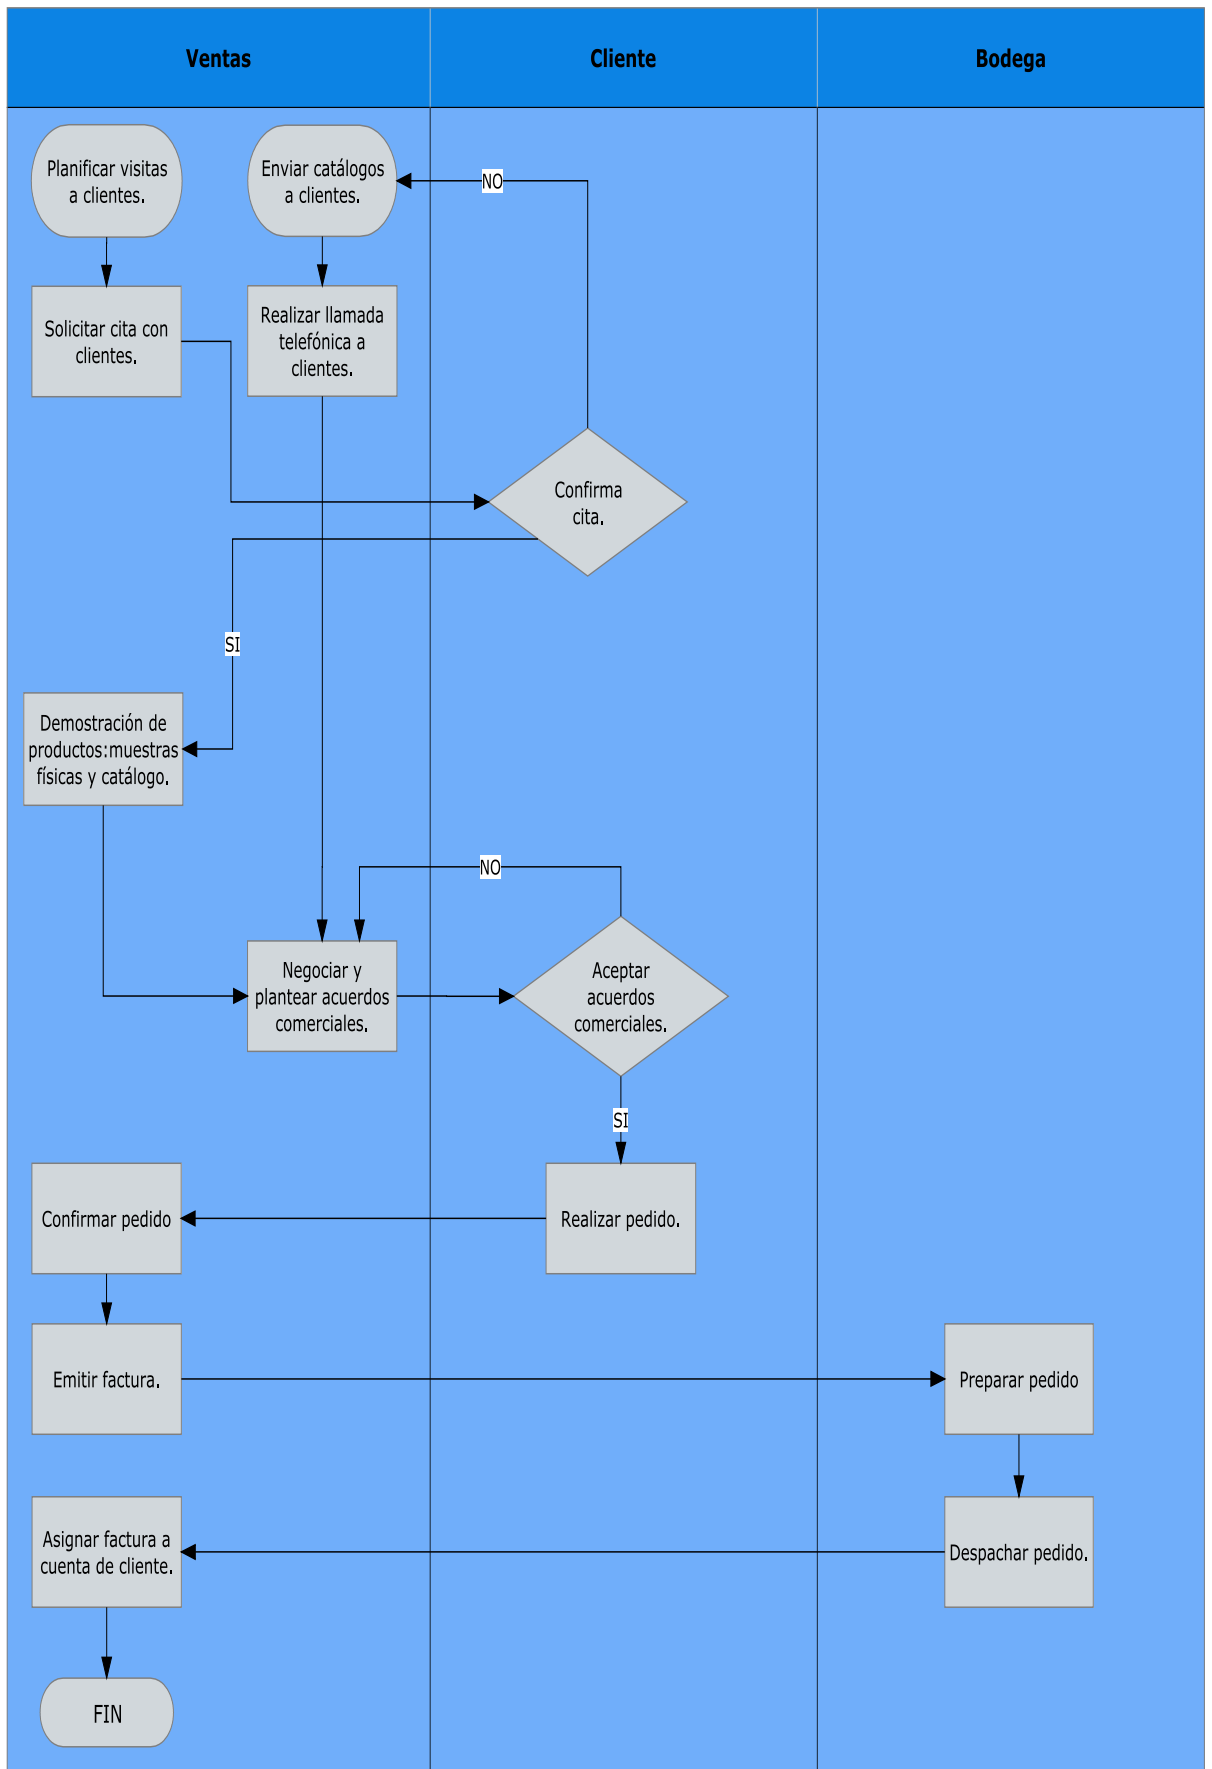 Ventas
Cliente
Bodega
Planificar visitas
a clientes.
Enviar catálogos
a clientes.
NO
Solicitar cita con
clientes.
Realizar llamada
telefónica a
clientes.
Confirma
cita.
SI
Demostración de
productos:muestras
físicas y catálogo.
NO
Negociar y
plantear acuerdos
comerciales.
Aceptar
acuerdos
comerciales.
SI
Confirmar pedido
Realizar pedido.
Emitir factura.
Preparar pedido
Asignar factura a
cuenta de cliente.
Despachar pedido.
FIN